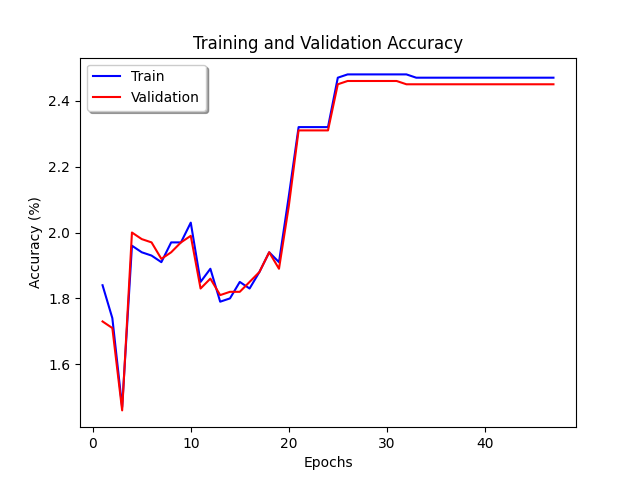 Training and Validation Accuracy
Train
Validation
Accuracy (%)
2.4
2.2
2.0
1.8
1.6
0 10 20 30 40
Epochs